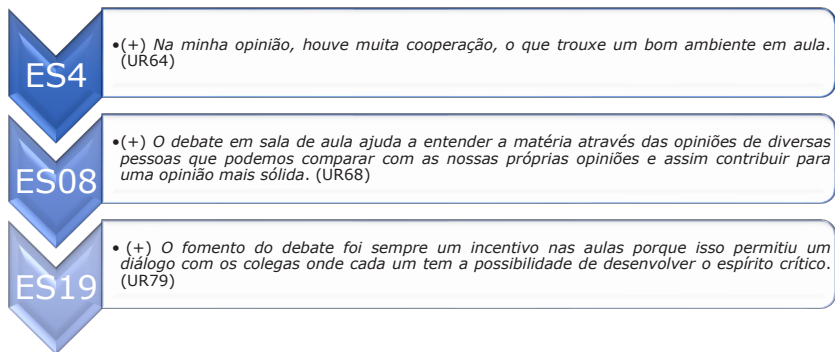 ES4
•(+) Na minha opinião, houve muita cooperação, o que trouxe um bom ambiente em aula.
(UR64)
ES08
•(+) O debate em sala de aula ajuda a entender a matéria através das opiniões de diversas
pessoas que podemos comparar com as nossas próprias opiniões e assim contribuir para
uma opinião mais sólida. (UR68)
ES19
• (+) O fomento do debate foi sempre um incentivo nas aulas porque isso permitiu um
diálogo com os colegas onde cada um tem a possibilidade de desenvolver o espírito crítico.
(UR79)